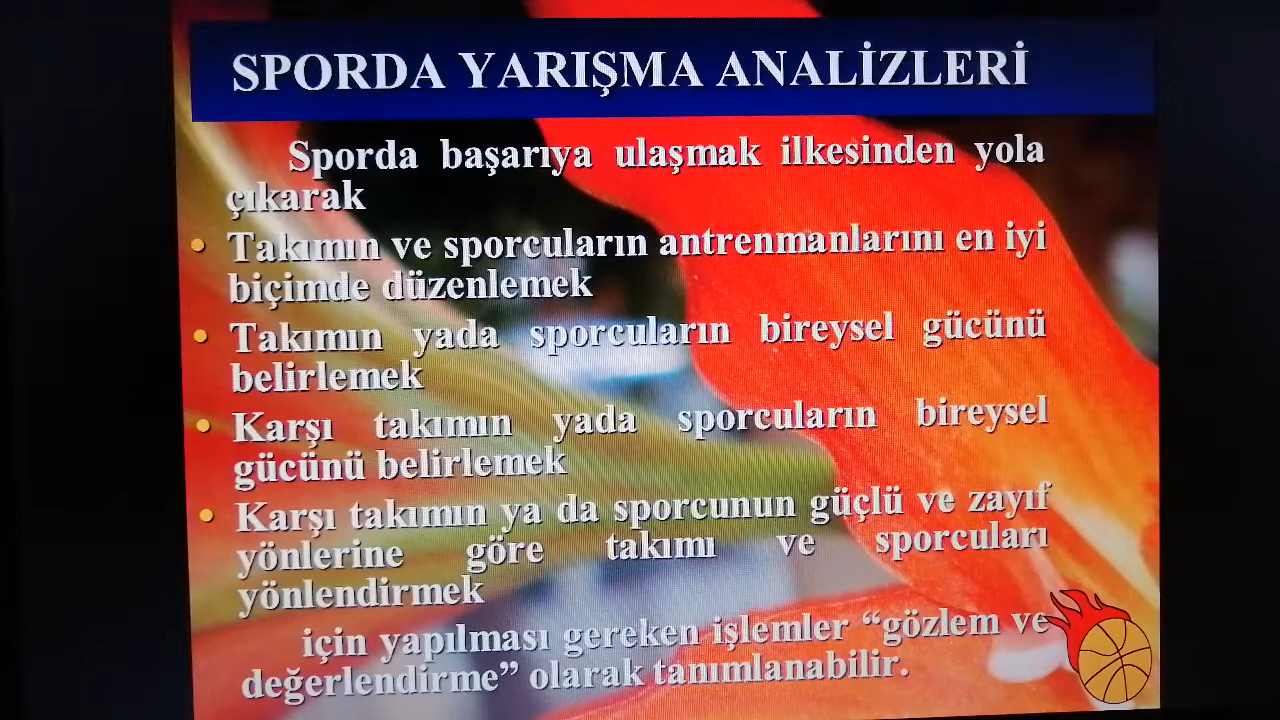 SPORDA YARIŞMA ANALİZLERİ
Sporda başarıya ulaşmak ilkesinden yola
çıkarak
• Takımın ve sporcuların antrenmanlarını en iyi
biçimde düzenlemek
• Takımın yada sporcuların bireysel gücünü
belirlemek
• Karşı takımın yada sporcuların bireysel
gücünü belirlemek
• Karşı takımın ya da sporcunun güçlü ve zayıf
yönlerine göre takımı ve sporcuları
yönlendirmek
için yapılması gereken işlemler “gözlem ve
değerlendirme” olarak tanımlanabilir.